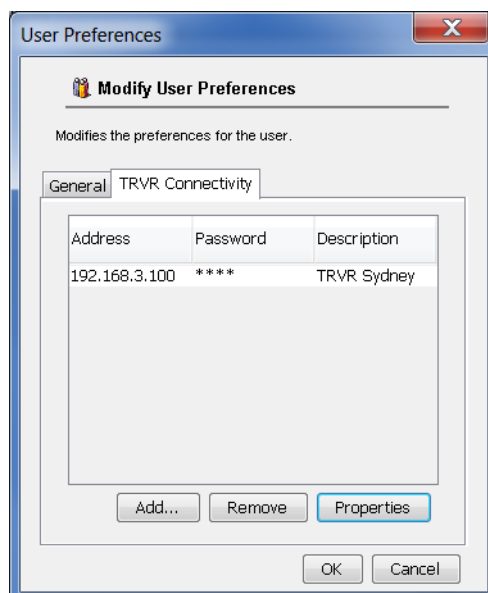 User Preferences
Modify User Preferences
Modifies the preferences for the user.
General TRVR Connectivity
Address Password Description
192.168.3.100 **** TRVR Sydney
Add... Remove Properties
OK Cancel